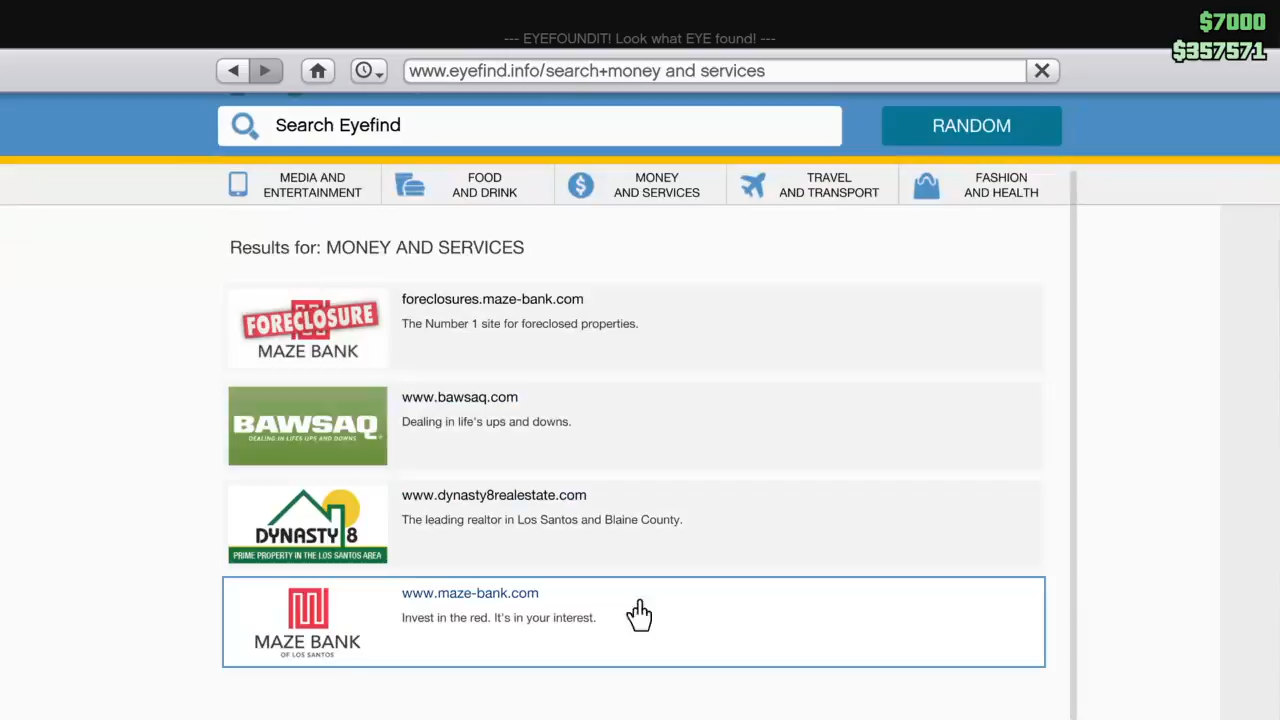 $7000
--- EYEFOUNDIT! Look what EYE found! ---
$357571
www.eyefind.info/search+money and services
Search Eyefind
RANDOM
MEDIA AND
ENTERTAINMENT
FOOD
AND DRINK
MONEY
AND SERVICES
TRAVEL
AND TRANSPORT
FASHION
AND HEALTH
Results for: MONEY AND SERVICES
FORECLOSURE
MAZE BANK
foreclosures.maze-bank.com
The Number 1 site for foreclosed properties.
BAWSAQ
DEALING IN LIFES UPS AND DOWNS
www.bawsaq.com
Dealing in life's ups and downs.
DYNASTY 8
PRIME PROPERTY IN THE LOS SANTOS AREA
www.dynasty8realestate.com
The leading realtor in Los Santos and Blaine County.
MAZE BANK
OF LOS SANTOS
www.maze-bank.com
Invest in the red. It's in your interest.